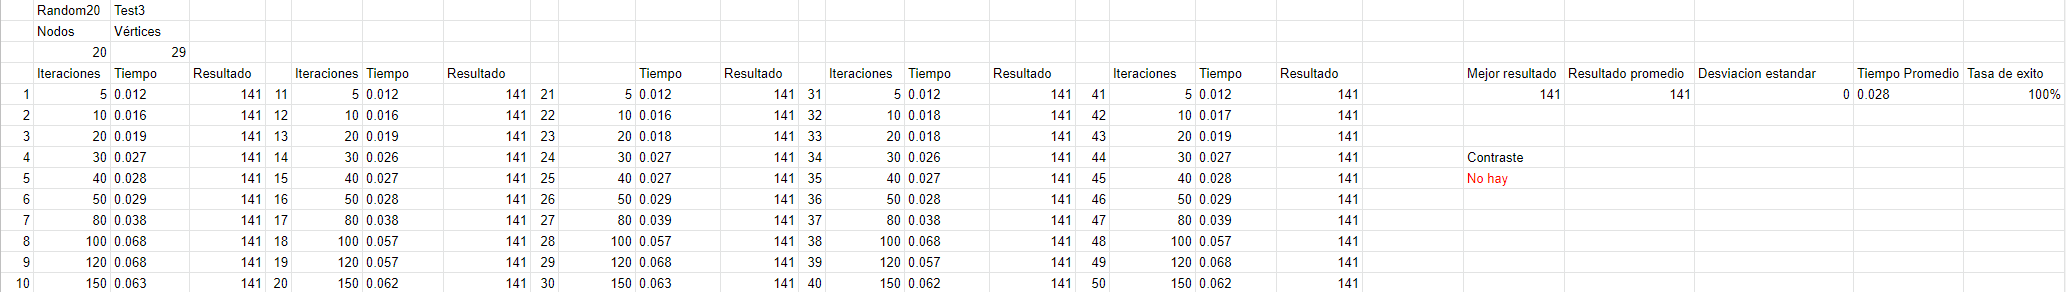 Random20 Test3
Nodos Vértices
20 29
Iteraciones Tiempo Resultado Iteraciones Tiempo Resultado Tiempo Resultado Iteraciones Tiempo Resultado Iteraciones Tiempo Resultado Mejor resultado Resultado promedio Desviacion estandar Tiempo Promedio Tasa de exito
1 5 0.012 141 11 5 0.012 141 21 5 0.012 141 31 5 0.012 141 41 5 0.012 141 141 141 0 0.028 100%
2 10 0.016 141 12 10 0.016 141 22 10 0.016 141 32 10 0.018 141 42 10 0.017 141
3 20 0.019 141 13 20 0.019 141 23 20 0.018 141 33 20 0.018 141 43 20 0.019 141
4 30 0.027 141 14 30 0.026 141 24 30 0.027 141 34 30 0.026 141 44 30 0.027 141 Contraste
5 40 0.028 141 15 40 0.027 141 25 40 0.027 141 35 40 0.027 141 45 40 0.028 141 No hay
6 50 0.029 141 16 50 0.028 141 26 50 0.029 141 36 50 0.028 141 46 50 0.029 141
7 80 0.038 141 17 80 0.038 141 27 80 0.039 141 37 80 0.038 141 47 80 0.039 141
8 100 0.068 141 18 100 0.057 141 28 100 0.057 141 38 100 0.068 141 48 100 0.057 141
9 120 0.068 141 19 120 0.057 141 29 120 0.068 141 39 120 0.057 141 49 120 0.068 141
10 150 0.063 141 20 150 0.062 141 30 150 0.063 141 40 150 0.062 141 50 150 0.062 141